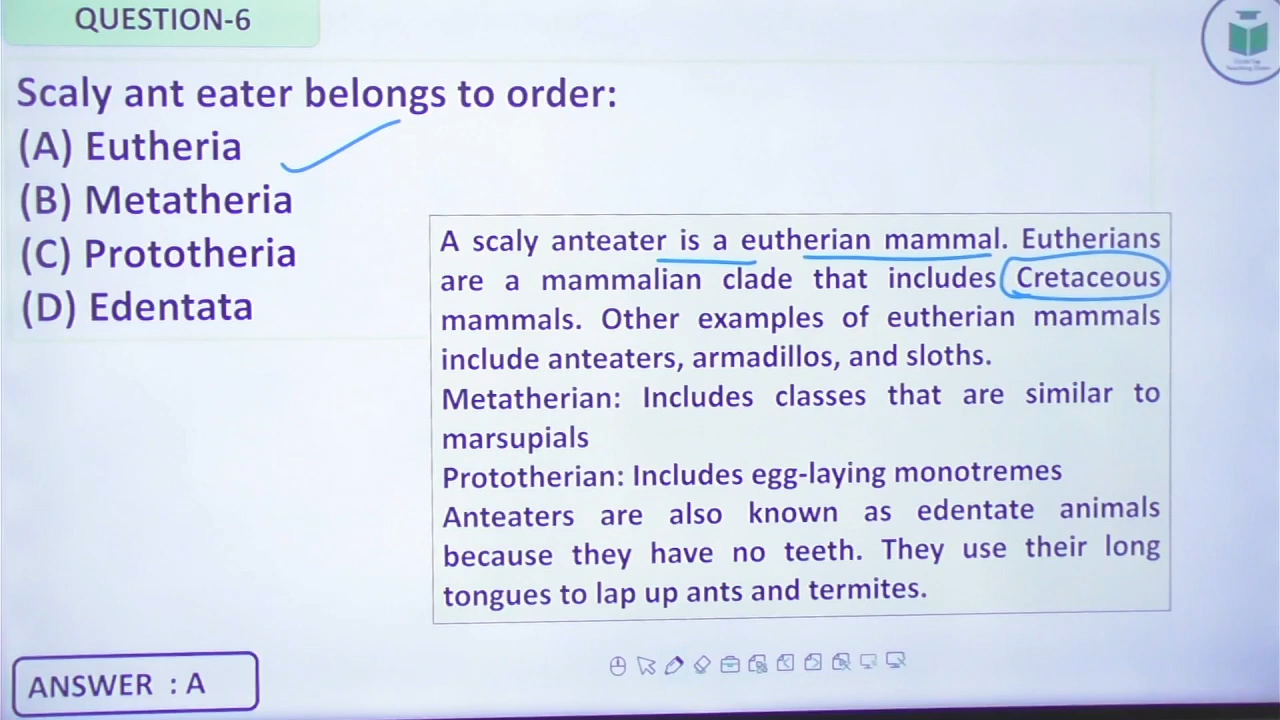 QUESTION-6
Scaly ant eater belongs to order:
(A) Eutheria
(B) Metatheria
(C) Prototheria
(D) Edentata
A scaly anteater is a eutherian mammal. Eutherians
are a mammalian clade that includes Cretaceous
mammals. Other examples of eutherian mammals
include anteaters, armadillos, and sloths.
Metatherian: Includes classes that are similar to
marsupials
Prototherian: Includes egg-laying monotremes
Anteaters are also known as edentate animals
because they have no teeth. They use their long
tongues to lap up ants and termites.
ANSWER : A